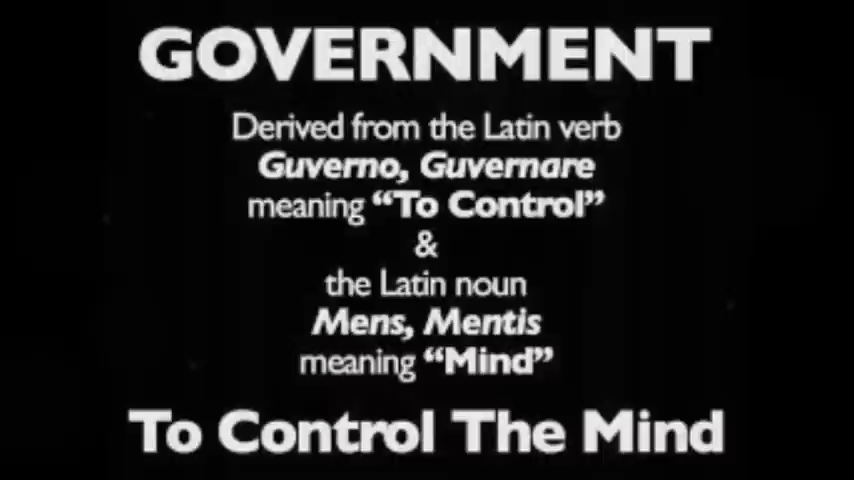 GOVERNMENT
Derived from the Latin verb
Guverno, Guvernare
meaning “To Control”
&
the Latin noun
Mens, Mentis
meaning “Mind”
To Control The Mind